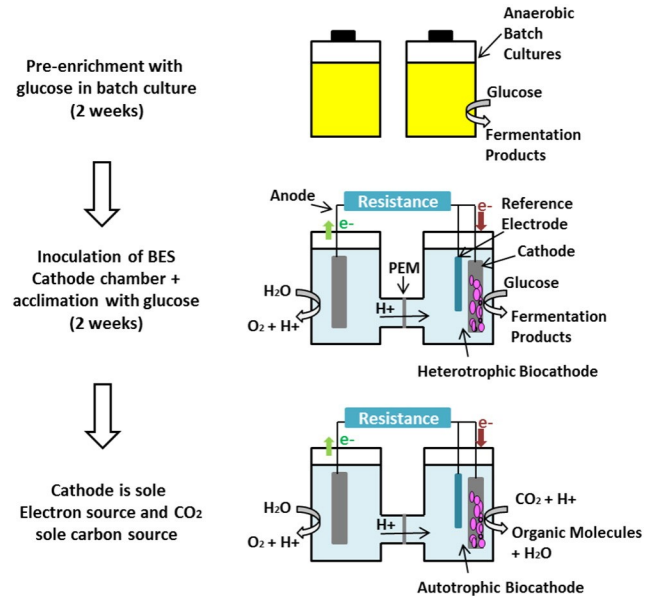 Pre-enrichment with
glucose in batch culture
(2 weeks)
Anaerobic
Batch
Cultures
Glucose
Fermentation
Products
Inoculation of BES
Cathode chamber +
acclimation with glucose
(2 weeks)
Anode
Resistance
e-
e-
Reference
Electrode
Cathode
PEM
H2O
O2 + H+
H+
Glucose
Fermentation
Products
Heterotrophic Biocathode
Cathode is sole
Electron source and CO2
sole carbon source
Resistance
e-
e-
H2O
O2 + H+
H+
CO2 + H+
Organic Molecules
+ H2O
Autotrophic Biocathode